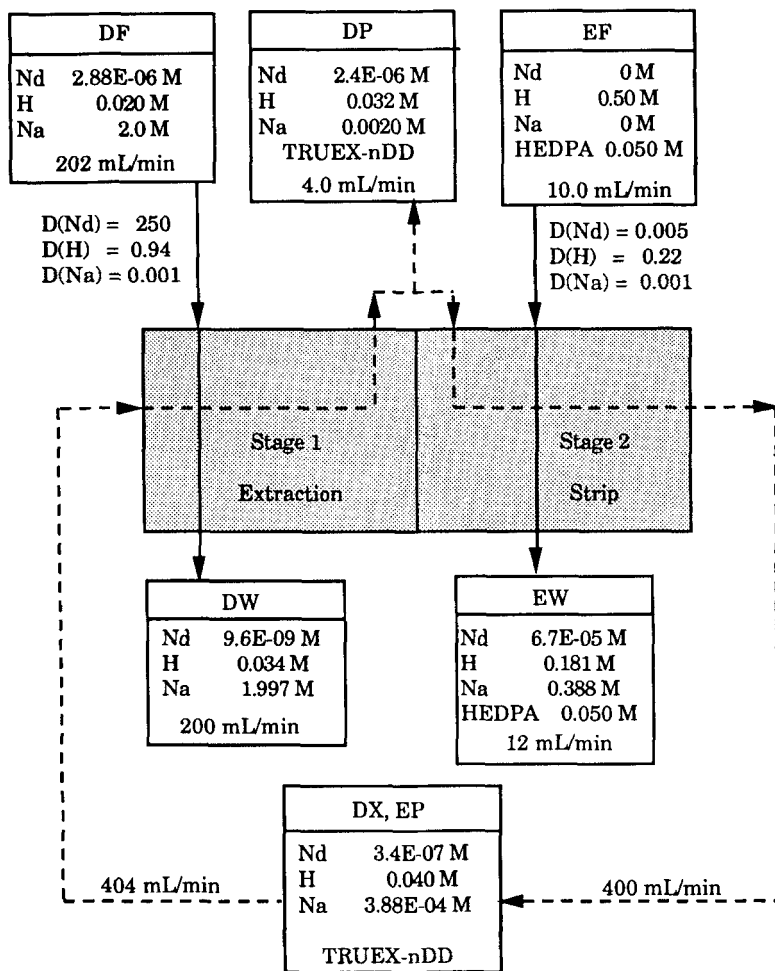 DF
Nd 2.88E-06 M
H 0.020 M
Na 2.0 M
202 mL/min
DP
Nd 2.4E-06 M
H 0.032 M
Na 0.0020 M
TRUEX-nDD
4.0 mL/min
EF
Nd 0 M
H 0.50 M
Na 0 M
HEDPA 0.050 M
10.0 mL/min
D(Nd) = 250
D(H) = 0.94
D(Na) = 0.001
D(Nd) = 0.005
D(H) = 0.22
D(Na) = 0.001
Stage 1
Extraction
Stage 2
Strip
DW
Nd 9.6E-09 M
H 0.034 M
Na 1.997 M
200 mL/min
EW
Nd 6.7E-05 M
H 0.181 M
Na 0.388 M
HEDPA 0.050 M
12 mL/min
404 mL/min
DX, EP
Nd 3.4E-07 M
H 0.040 M
Na 3.88E-04 M
TRUEX-nDD
400 mL/min